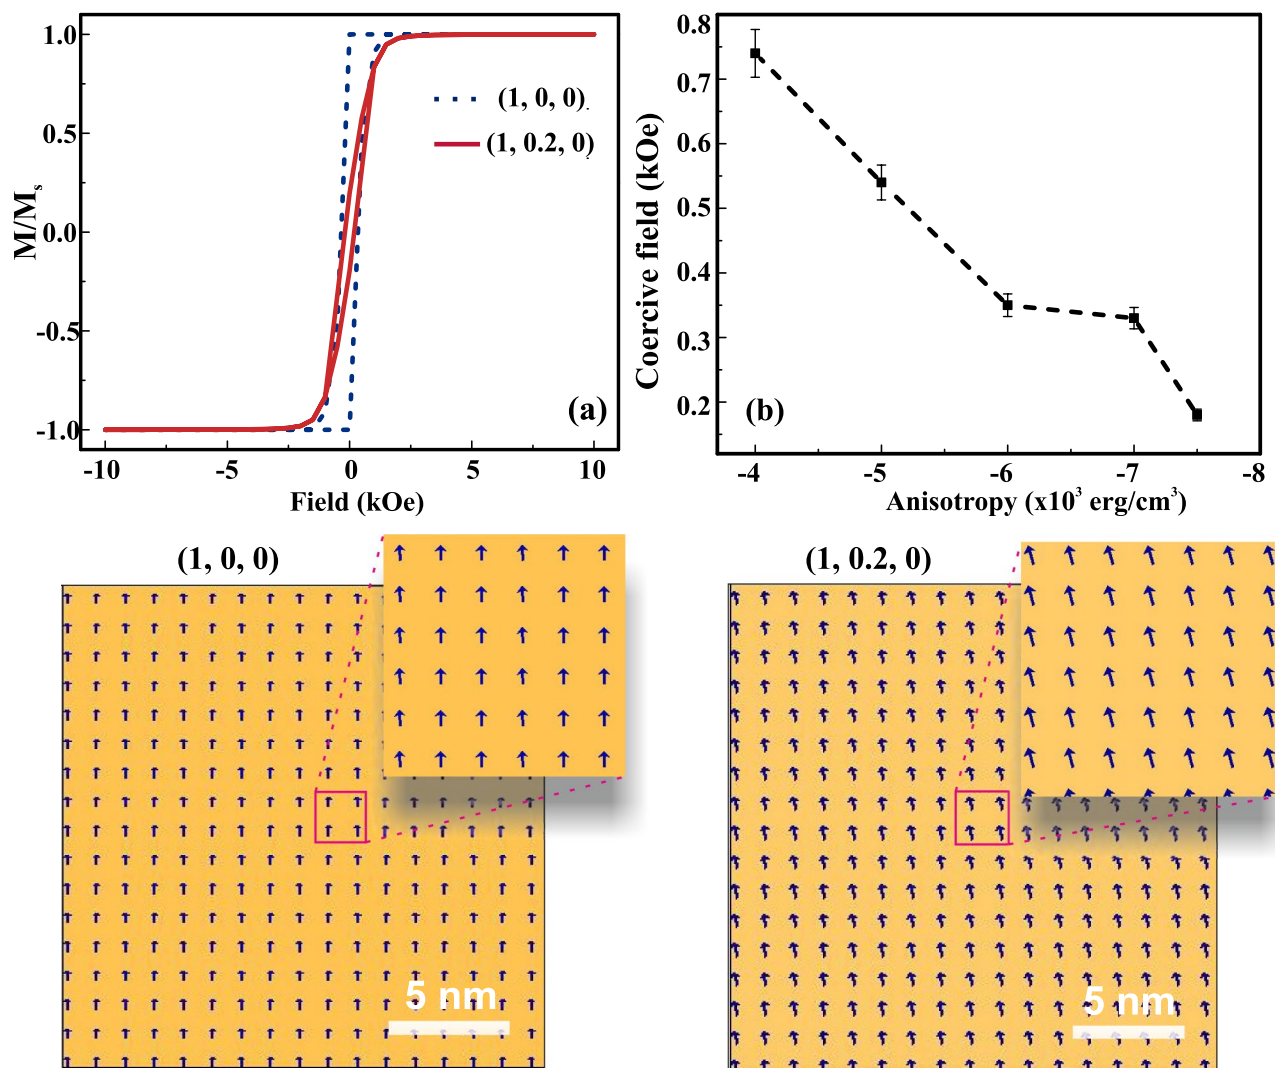 1.0
0.5
0.0
-0.5
-1.0
M/Ms
(1, 0, 0)
(1, 0.2, 0)
(a)
-10 -5 0 5 10
Field (kOe)
0.8
0.7
0.6
0.5
0.4
0.3
0.2
Coercive field (kOe)
(b)
-4 -5 -6 -7 -8
Anisotropy (x10³ erg/cm³)
(1, 0, 0)
5 nm
(1, 0.2, 0)
5 nm